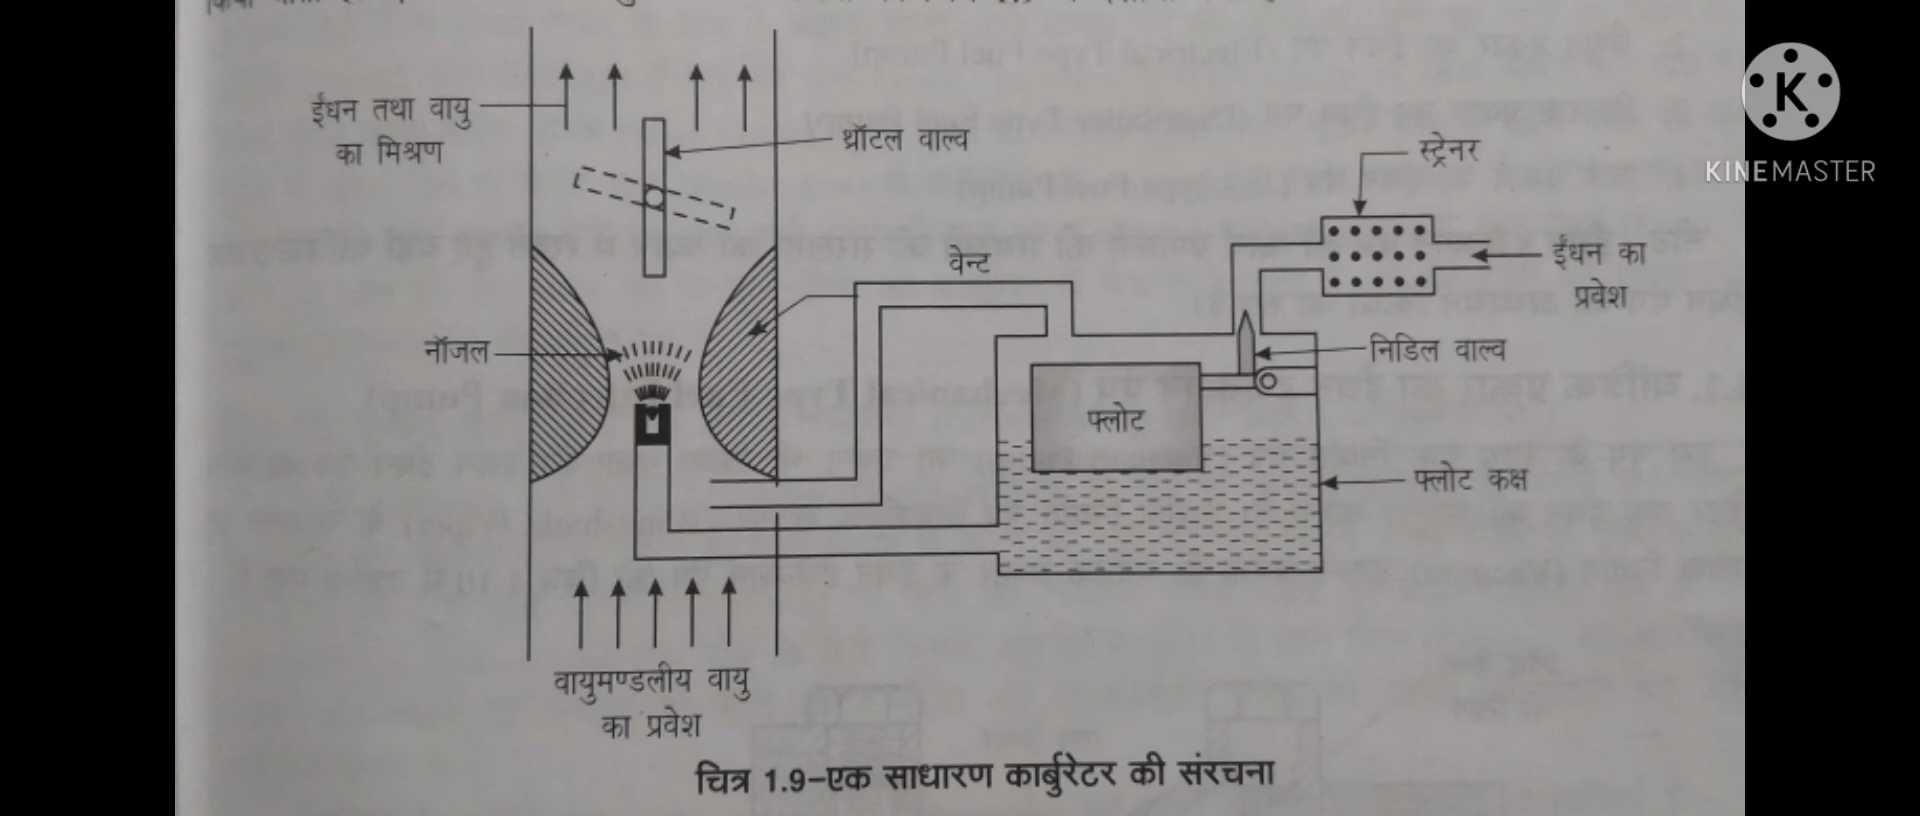 ईंधन तथा वायु
का मिश्रण
थ्रॉटल वाल्व
स्ट्रेनर
K
KINEMASTER
वेन्ट
ईंधन का
प्रवेश
नॉजल
निडिल वाल्व
फ्लोट
फ्लोट कक्ष
वायुमण्डलीय वायु
का प्रवेश
चित्र 1.9–एक साधारण कार्बुरेटर की संरचना